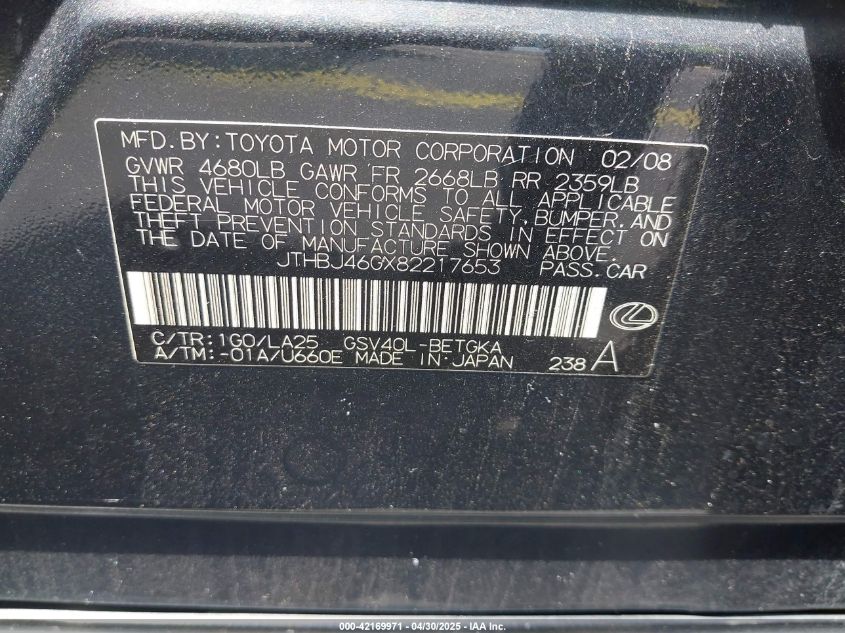 MFD.BY:TOYOTA MOTOR CORPORATION 02/08
GVWR 4680LB GAWR FR 2668LB RR 2359LB
THIS VEHICLE CONFORMS TO ALL APPLICABLE
FEDERAL MOTOR VEHICLE SAFETY,BUMPER,AND
THEFT PREVENTION STANDARDS IN EFFECT ON
THE DATE OF MANUFACTURE SHOWN ABOVE.
JTHBJ46GX82217653 PASS.CAR
C/TR:1G0/LA25 GSV40L-BETGKA
A/TM:-01A/U660E MADE IN JAPAN 238 A
000-42169971 - 04/30/2025 - IAA Inc.